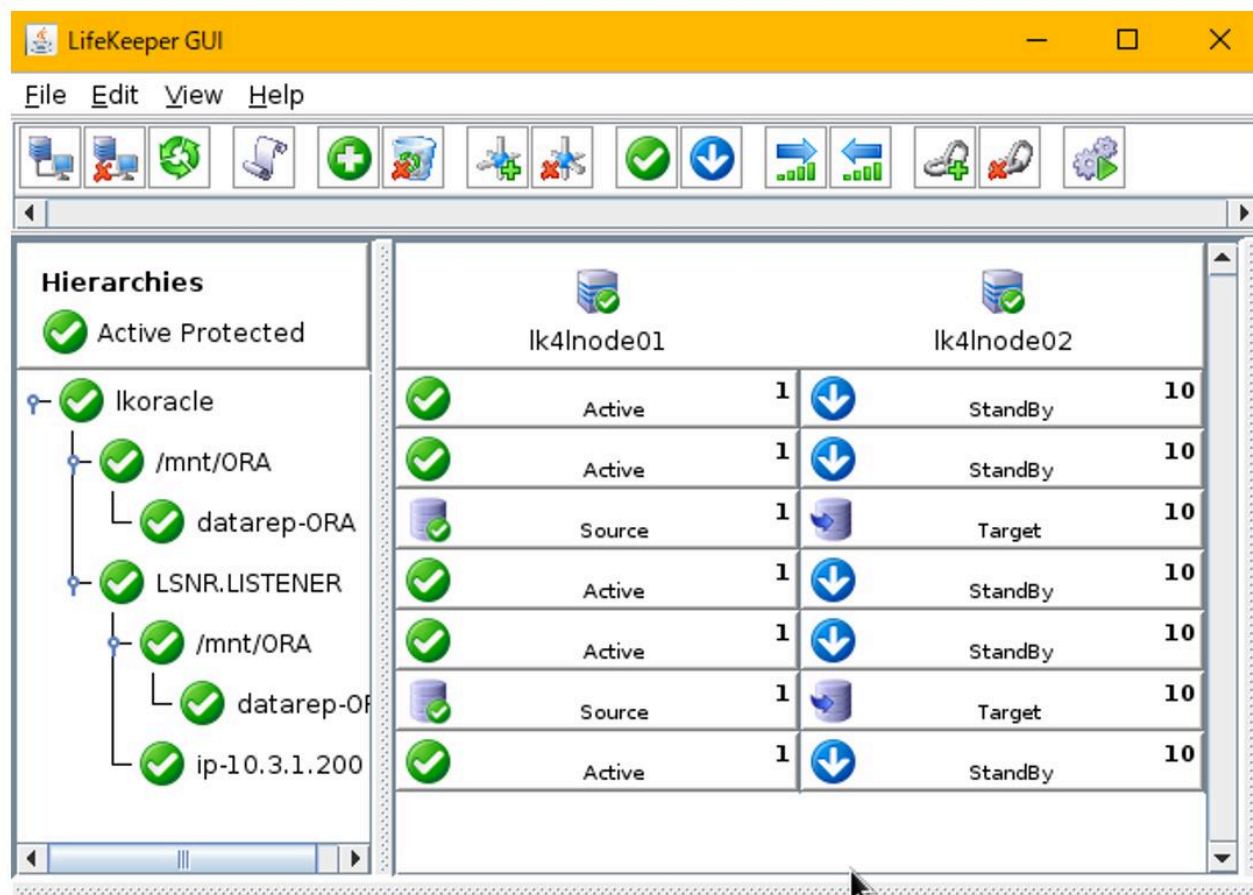 LifeKeeper GUI
File Edit View Help
Hierarchies
Active Protected
lk4lnode01 lk4lnode02
lkoracle Active 1 StandBy 10
/mnt/ORA Active 1 StandBy 10
datarep-ORA Source 1 Target 10
LSNR.LISTENER Active 1 StandBy 10
/mnt/ORA Active 1 StandBy 10
datarep-OR Source 1 Target 10
ip-10.3.1.200 Active 1 StandBy 10